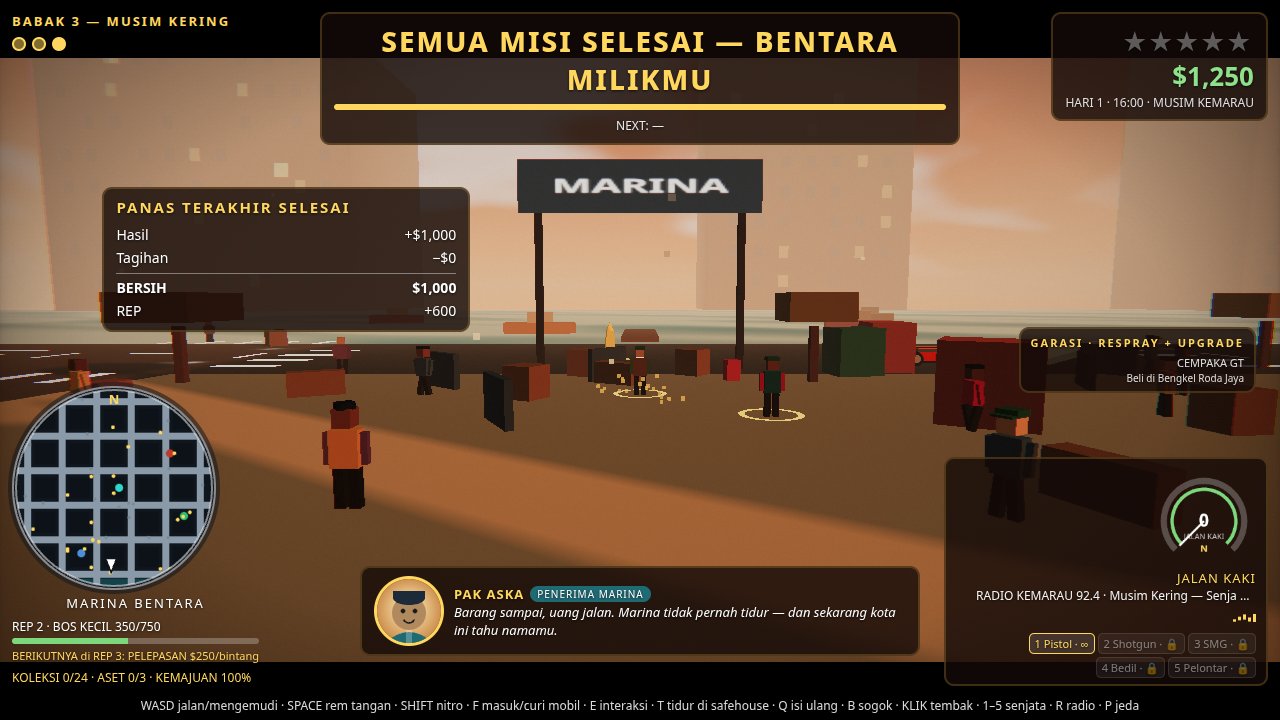 BABAK 3 — MUSIM KERING
SEMUA MISI SELESAI — BENTARA
MILIKMU
NEXT: —
★★★★★
$1,250
HARI 1 · 16:00 · MUSIM KEMARAU
MARINA
PANAS TERAKHIR SELESAI
Hasil +$1,000
Tagihan −$0
BERSIH $1,000
REP +600
GARASI · RESPRAY + UPGRADE
CEMPAKA GT
Beli di Bengkel Roda Jaya
N
MARINA BENTARA
REP 2 · BOS KECIL 350/750
BERIKUTNYA di REP 3: PELEPASAN $250/bintang
KOLEKSI 0/24 · ASET 0/3 · KEMAJUAN 100%
PAK ASKA PENERIMA MARINA
Barang sampai, uang jalan. Marina tidak pernah tidur — dan sekarang kota
ini tahu namamu.
0
JALAN KAKI
N
JALAN KAKI
RADIO KEMARAU 92.4 · Musim Kering — Senja ...
1 Pistol · ∞ 2 Shotgun · 🔒 3 SMG · 🔒
4 Bedil · 🔒 5 Pelontar · 🔒
WASD jalan/mengemudi · SPACE rem tangan · SHIFT nitro · F masuk/curi mobil · E interaksi · T tidur di safehouse · Q isi ulang · B sogok · KLIK tembak · 1–5 senjata · R radio · P jeda